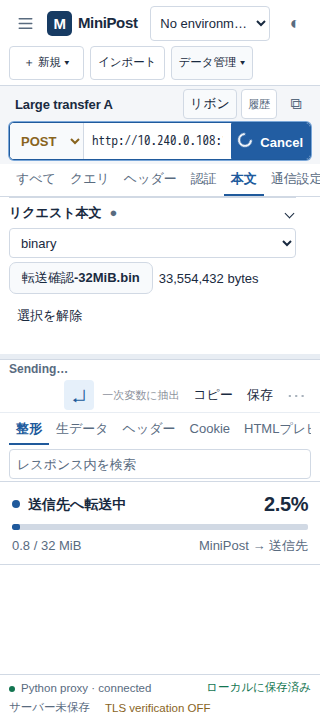 M MiniPost No environm…
＋ 新規 ▾ インポート データ管理 ▾
Large transfer A リボン 履歴
POST http://10.240.0.108: Cancel
すべて クエリ ヘッダー 認証 本文 通信設定
リクエスト本文 ●
binary
転送確認-32MiB.bin 33,554,432 bytes
選択を解除
Sending…
一次変数に抽出 コピー 保存 ···
整形 生データ ヘッダー Cookie HTMLプレビ
レスポンス内を検索
送信先へ転送中 2.5%
0.8 / 32 MiB MiniPost → 送信先
Python proxy · connected ローカルに保存済み
サーバー未保存 TLS verification OFF